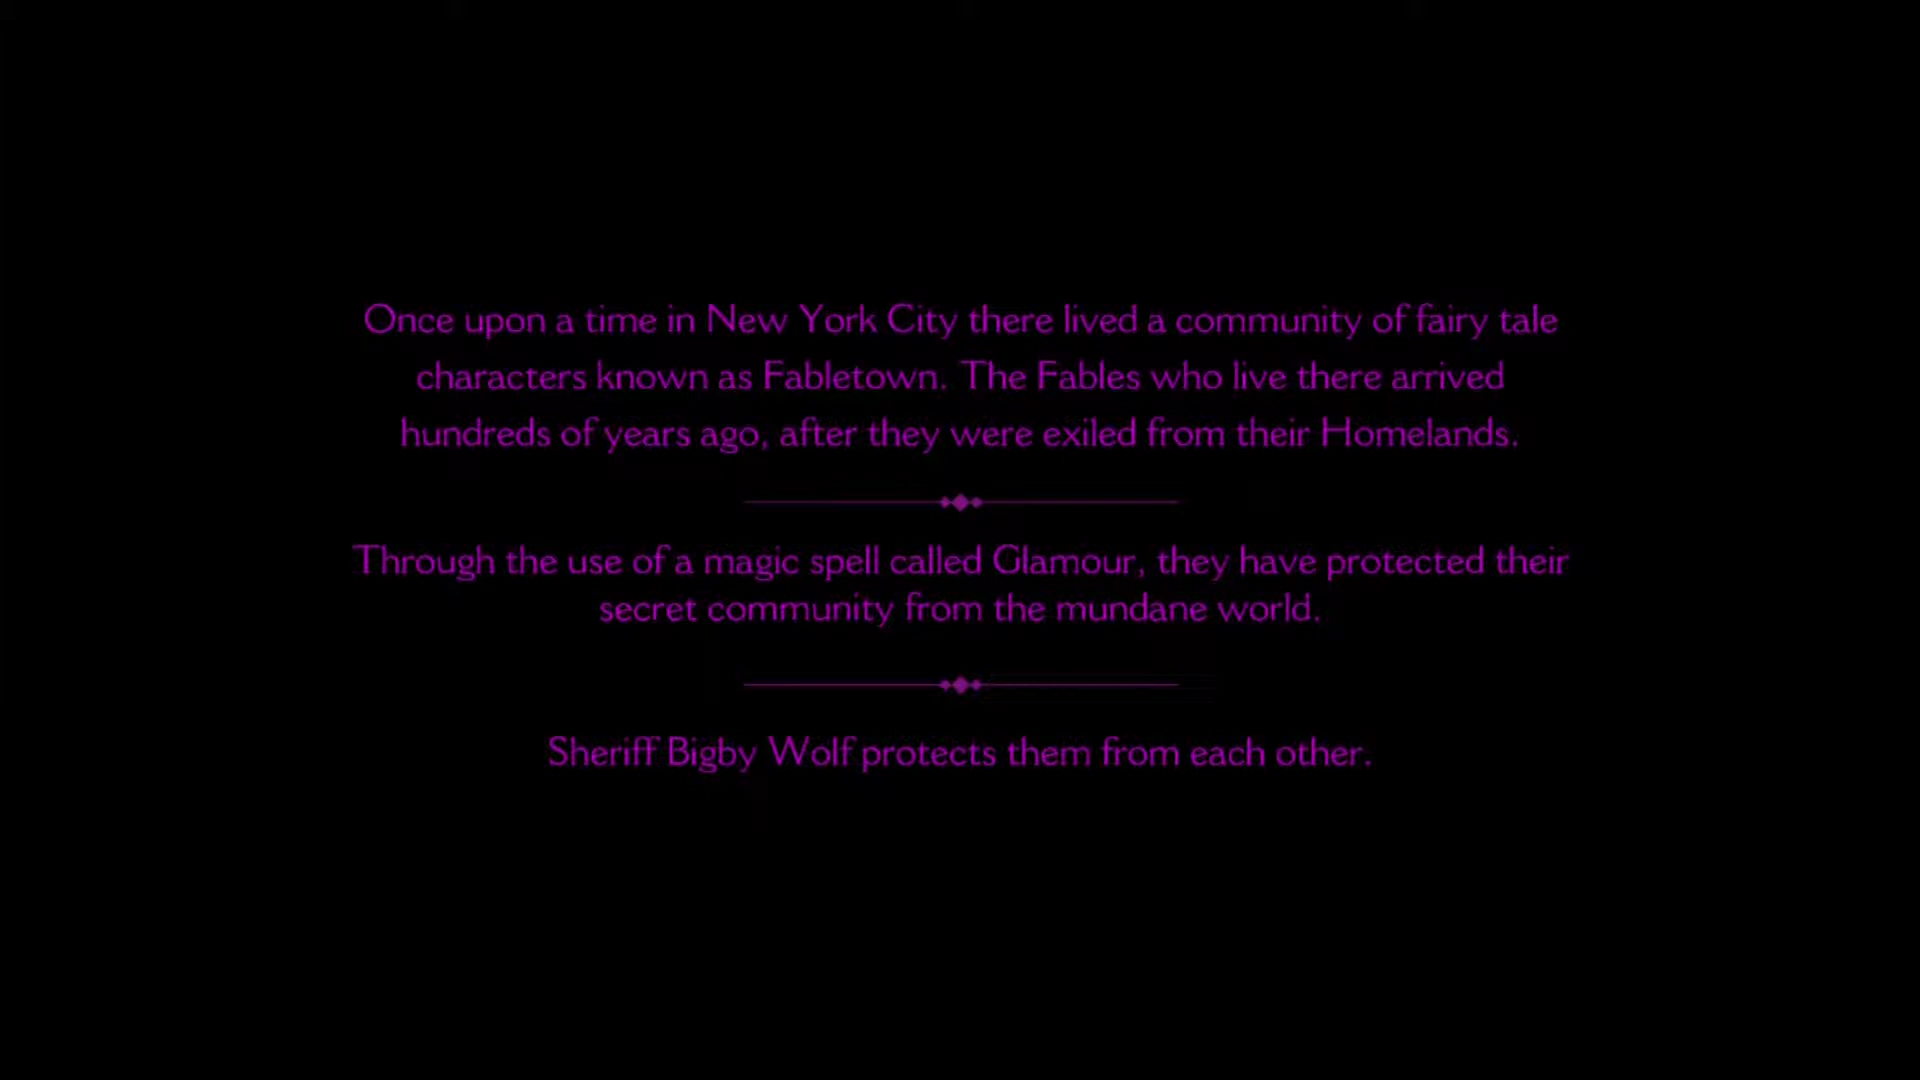 Once upon a time in New York City there lived a community of fairy tale
characters known as Fabletown. The Fables who live there arrived
hundreds of years ago, after they were exiled from their Homelands.
Through the use of a magic spell called Glamour, they have protected their
secret community from the mundane world.
Sheriff Bigby Wolf protects them from each other.